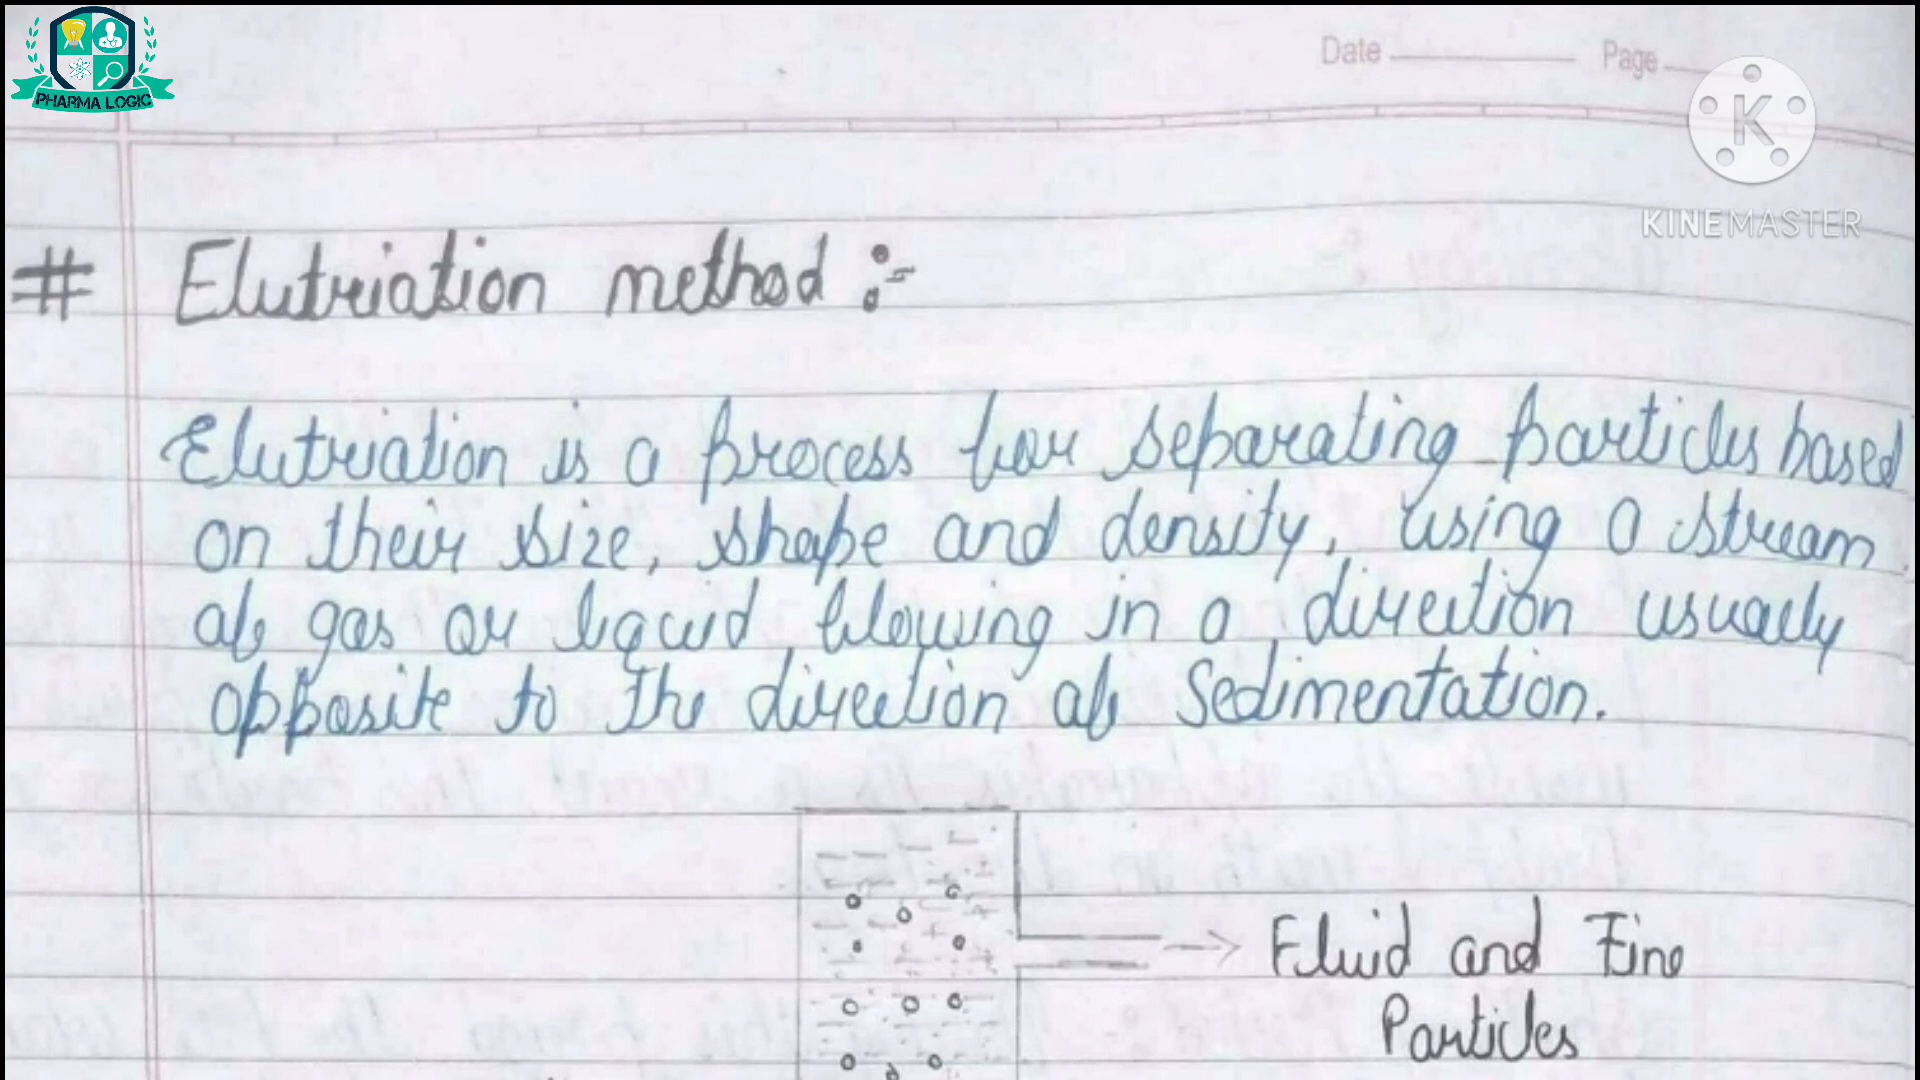 PHARMA LOGIC
Date Page
KINEMASTER
# Elutriation method :-
Elutriation is a process for separating particles based
on their size, shape and density, using a stream
of gas or liquid flowing in a direction usually
opposite to the direction of Sedimentation.
Fluid and Fine
Particles